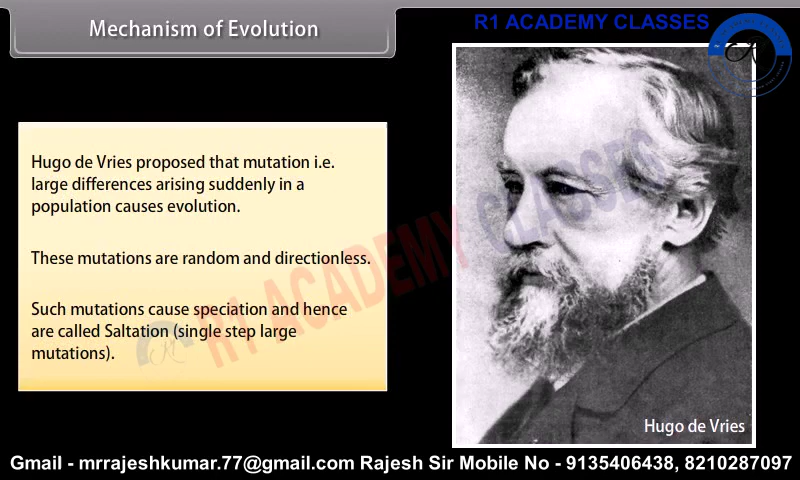 Mechanism of Evolution
R1 ACADEMY CLASSES
Hugo de Vries proposed that mutation i.e.
large differences arising suddenly in a
population causes evolution.
These mutations are random and directionless.
Such mutations cause speciation and hence
are called Saltation (single step large
mutations).
R1 ACADEMY CLASSES
Hugo de Vries
Gmail - mrrajeshkumar.77@gmail.com Rajesh Sir Mobile No - 9135406438, 8210287097